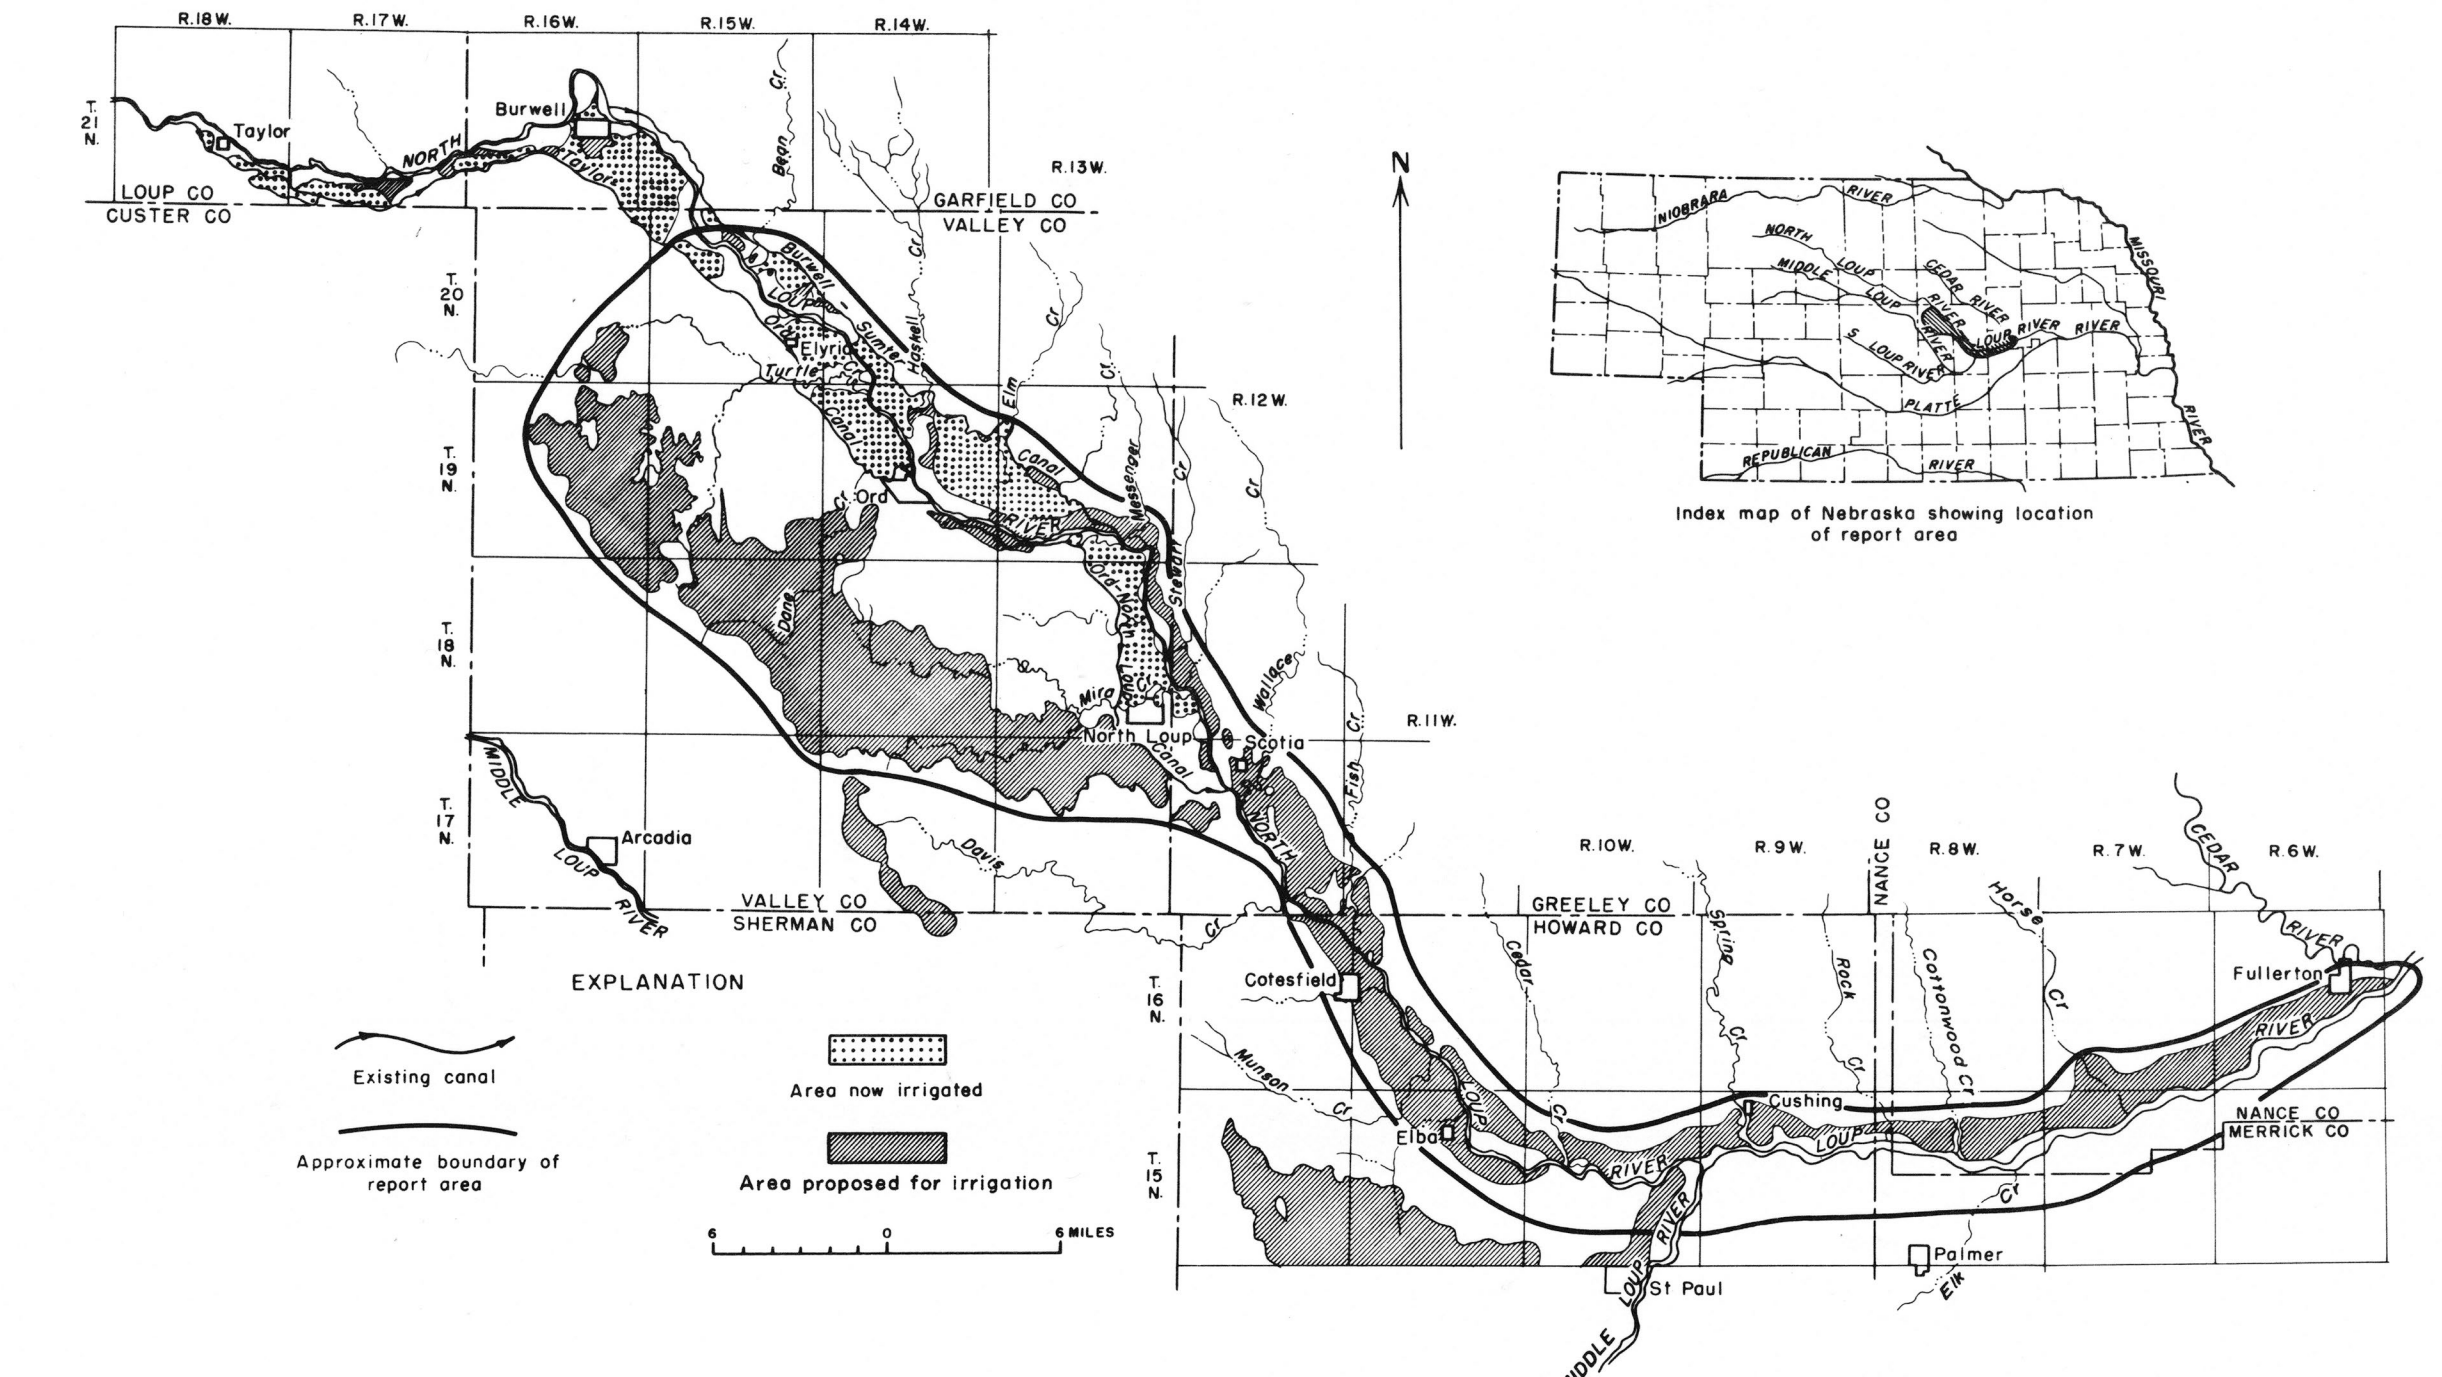 R.18W. R.17W. R.16W. R.15W. R.14W.
T.
21
N.
Taylor
Burwell
NORTH
Taylor
Bean Cr.
R.13W.
LOUP CO
CUSTER CO
GARFIELD CO
VALLEY CO
T.
20
N.
Burwell – Sumter
Canal
LOUP
Ord
Elyria
Haskell Cr
Elm Cr
Turtle Cr
Canal
R.12W.
T.
19
N.
Ord
Cr
RIVER
Messenger Cr
Stewart Cr
Cr
T.
18
N.
Dane
Ord-North Loup
Canal
Mira Cr
Wallace
North Loup
Scotia
Fish Cr
R.11W.
T.
17
N.
MIDDLE
LOUP
RIVER
Arcadia
NORTH
Davis
Cr
VALLEY CO
SHERMAN CO
R.10W. R.9W. R.8W. R.7W. R.6W.
NANCE CO
GREELEY CO
HOWARD CO
CEDAR
RIVER
Horse
Cr
Fullerton
T.
16
N.
Cotesfield
Cedar
Cr
Spring
Cr
Rock
Cr
Cottonwood Cr
RIVER
Munson
Cr
LOUP
Cushing
NANCE CO
MERRICK CO
Elba
LOUP
RIVER
T.
15
N.
Cr
RIVER
Palmer
Elk
LOUP
St Paul
MIDDLE
EXPLANATION
Existing canal
Approximate boundary of
report area
Area now irrigated
Area proposed for irrigation
6 0 6 MILES
N
NIOBRARA RIVER
NORTH LOUP RIVER
MIDDLE LOUP RIVER
CEDAR RIVER
S LOUP RIVER
LOUP RIVER
PLATTE RIVER
MISSOURI RIVER
REPUBLICAN RIVER
Index map of Nebraska showing location
of report area